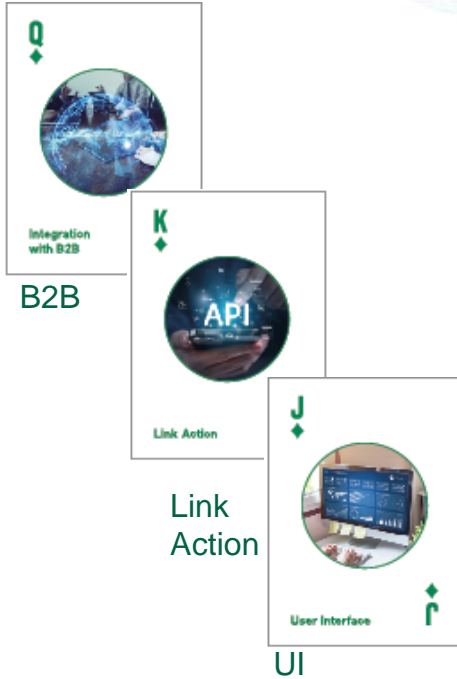 Q
Integration
with B2B
B2B
K
API
Link Action
Link
Action
J
User Interface
J
UI